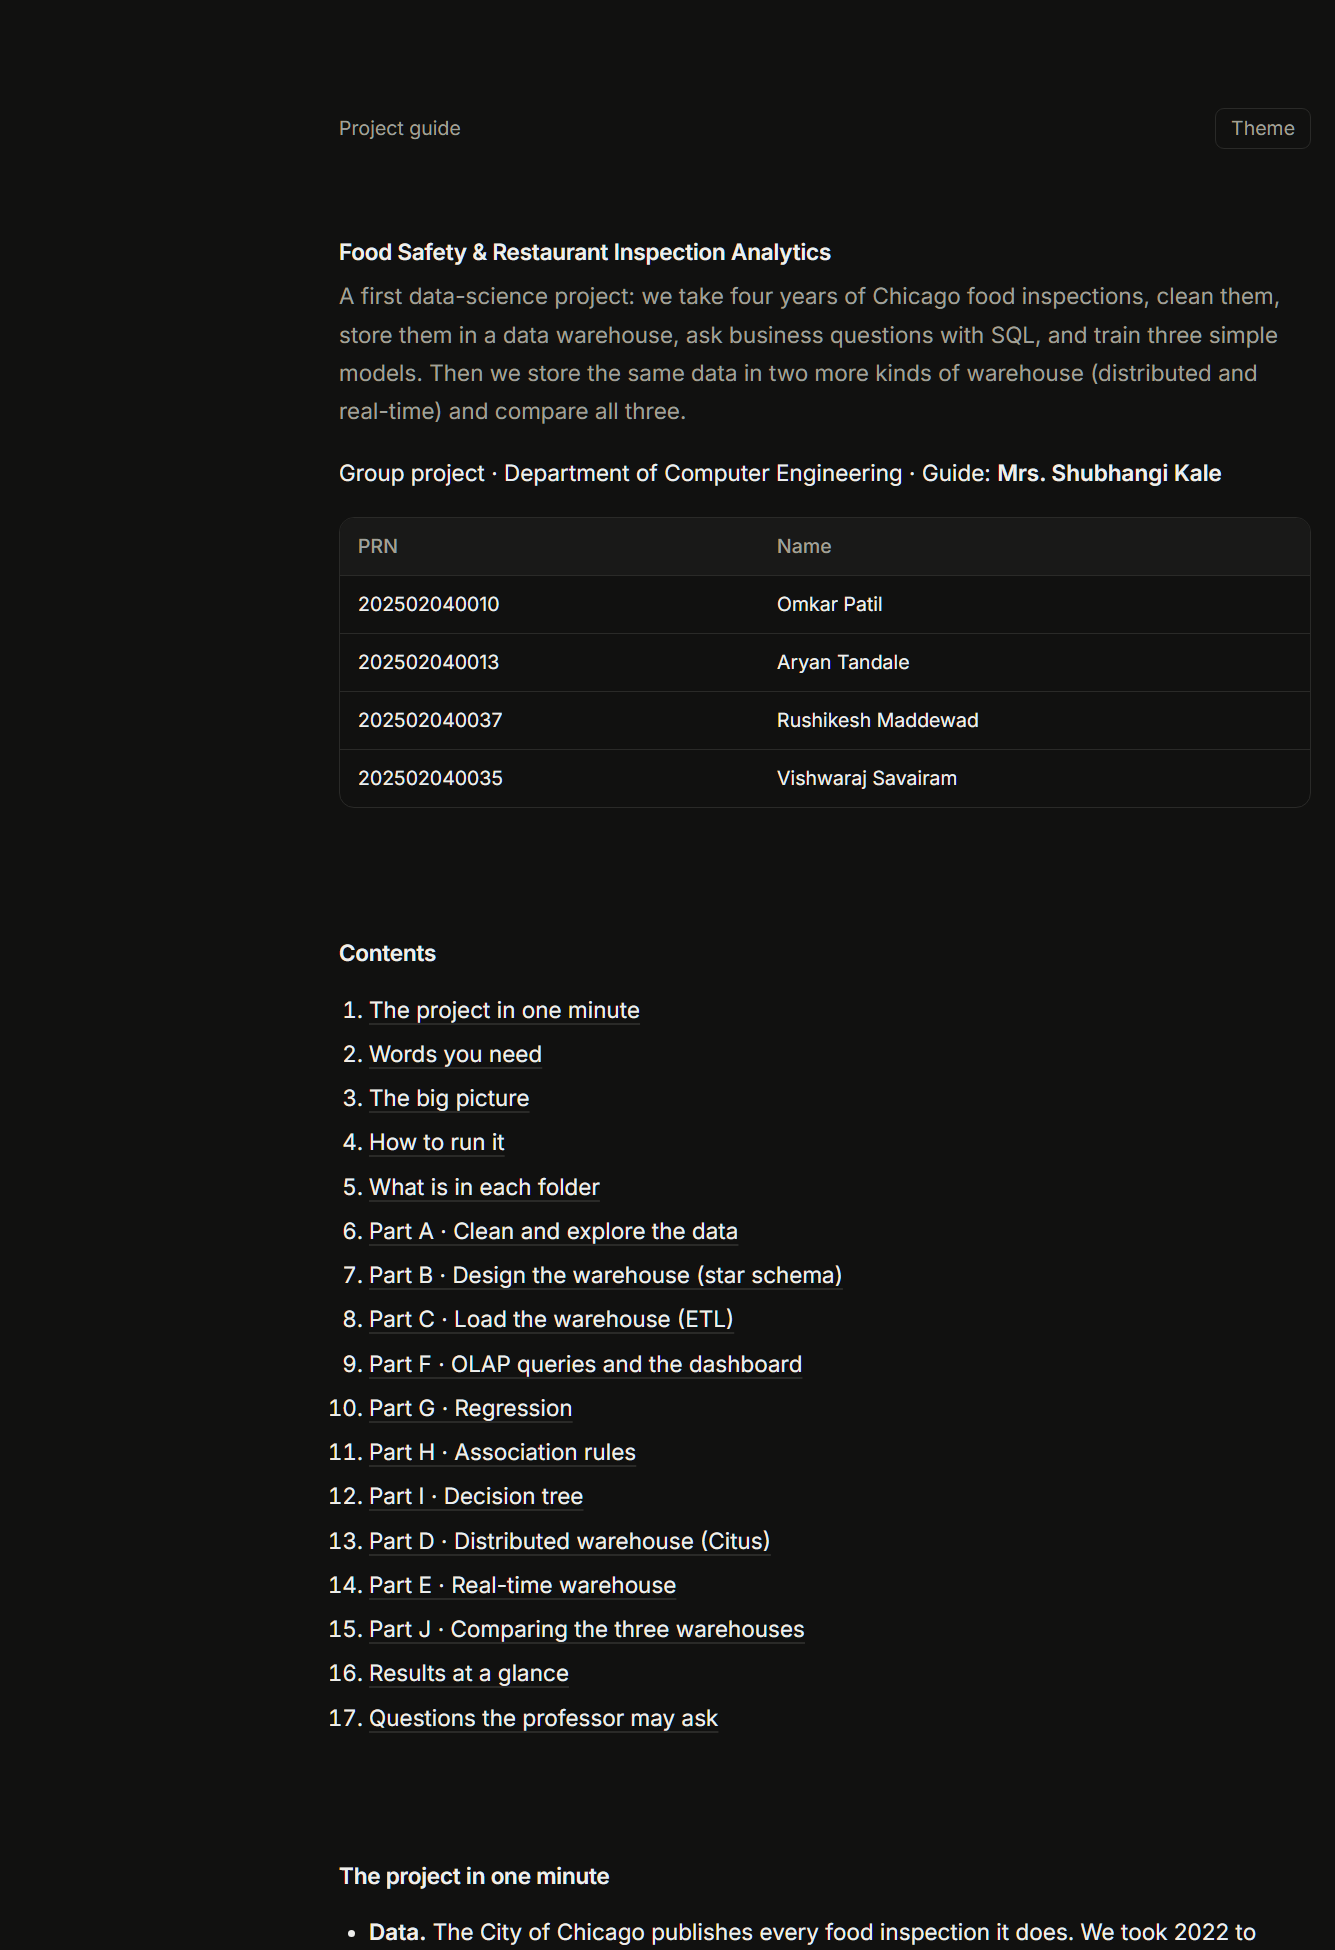 Project guide
Theme
Food Safety & Restaurant Inspection Analytics
A first data-science project: we take four years of Chicago food inspections, clean them,
store them in a data warehouse, ask business questions with SQL, and train three simple
models. Then we store the same data in two more kinds of warehouse (distributed and
real-time) and compare all three.
Group project · Department of Computer Engineering · Guide: Mrs. Shubhangi Kale
PRN Name
202502040010 Omkar Patil
202502040013 Aryan Tandale
202502040037 Rushikesh Maddewad
202502040035 Vishwaraj Savairam
Contents
1. The project in one minute
2. Words you need
3. The big picture
4. How to run it
5. What is in each folder
6. Part A · Clean and explore the data
7. Part B · Design the warehouse (star schema)
8. Part C · Load the warehouse (ETL)
9. Part F · OLAP queries and the dashboard
10. Part G · Regression
11. Part H · Association rules
12. Part I · Decision tree
13. Part D · Distributed warehouse (Citus)
14. Part E · Real-time warehouse
15. Part J · Comparing the three warehouses
16. Results at a glance
17. Questions the professor may ask
The project in one minute
• Data. The City of Chicago publishes every food inspection it does. We took 2022 to